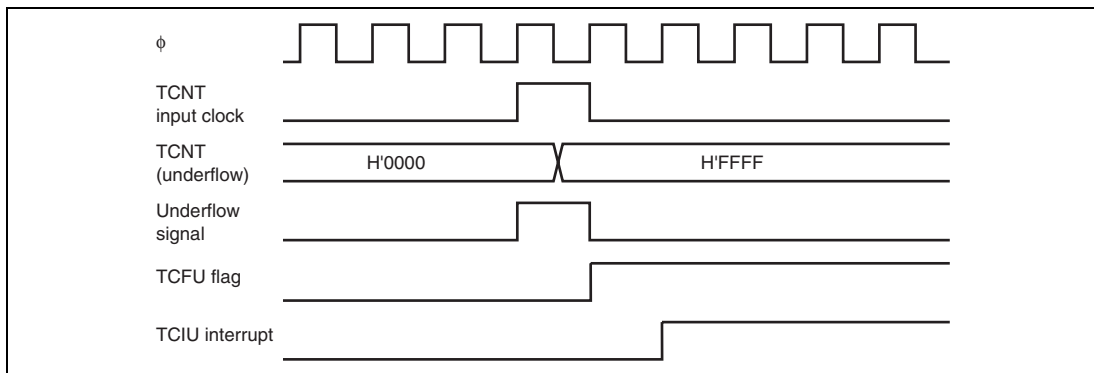 φ
TCNT
input clock
TCNT
(underflow)
H'0000
H'FFFF
Underflow
signal
TCFU flag
TCIU interrupt